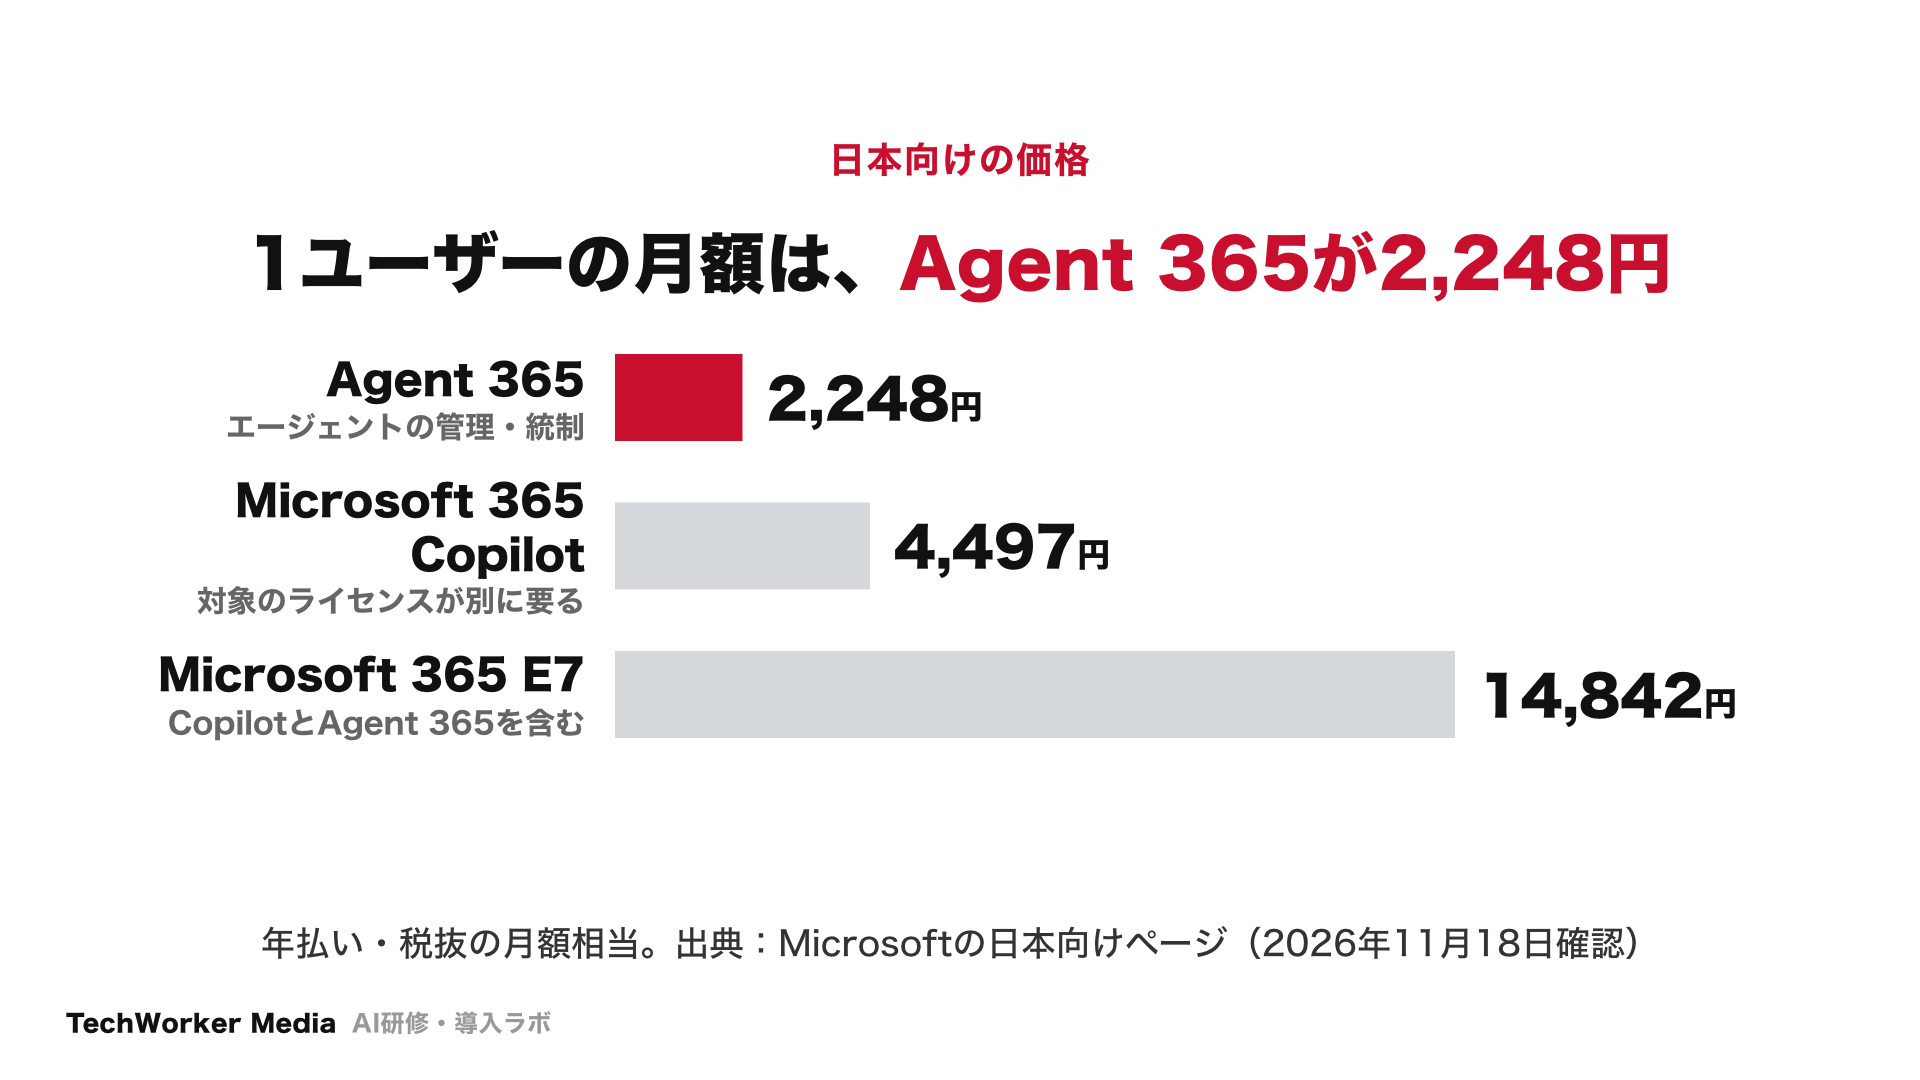 日本向けの価格
1ユーザーの月額は、Agent 365が2,248円
Agent 365
エージェントの管理・統制
2,248円
Microsoft 365
Copilot
対象のライセンスが別に要る
4,497円
Microsoft 365 E7
CopilotとAgent 365を含む
14,842円
年払い・税抜の月額相当。出典：Microsoftの日本向けページ（2026年11月18日確認）
TechWorker Media AI研修・導入ラボ